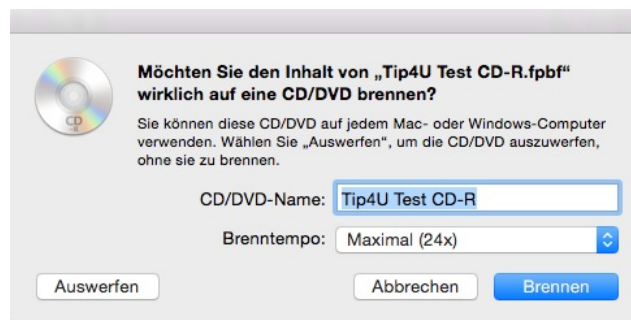 Möchten Sie den Inhalt von „Tip4U Test CD-R.fpbf“
wirklich auf eine CD/DVD brennen?
Sie können diese CD/DVD auf jedem Mac- oder Windows-Computer
verwenden. Wählen Sie „Auswerfen“, um die CD/DVD auszuwerfen,
ohne sie zu brennen.
CD
-R
CD/DVD-Name: Tip4U Test CD-R
Brenntempo: Maximal (24x)
Auswerfen Abbrechen Brennen